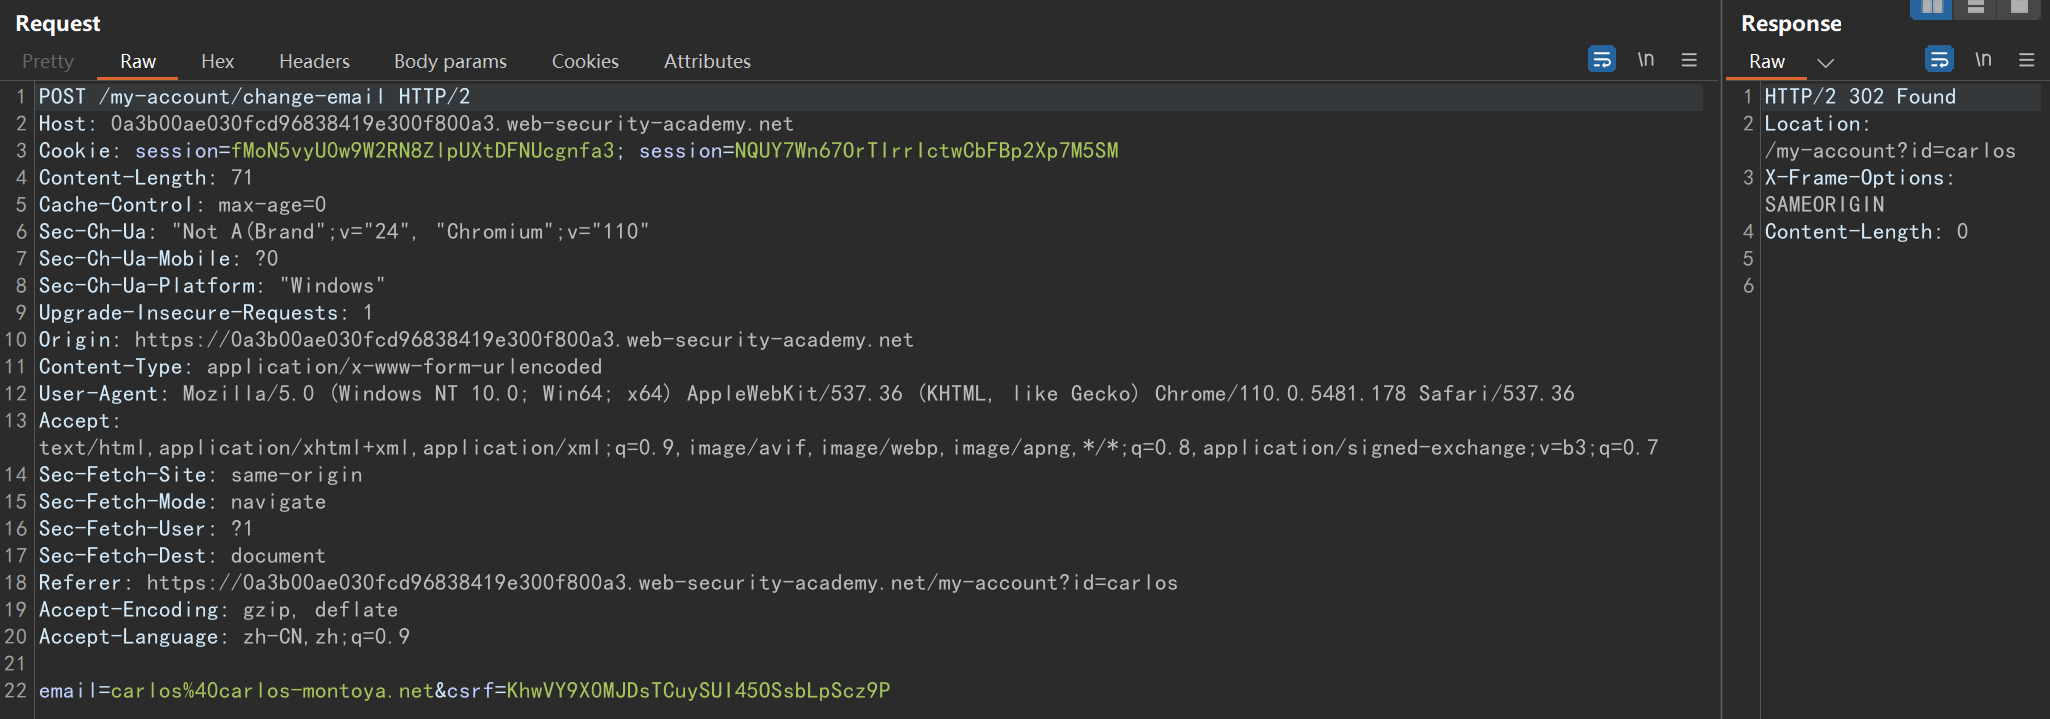 Request
Pretty Raw Hex Headers Body params Cookies Attributes \n
1 POST /my-account/change-email HTTP/2
2 Host: 0a3b00ae030fcd96838419e300f800a3.web-security-academy.net
3 Cookie: session=fMoN5vyU0w9W2RN8ZlpUXtDFNUcgnfa3; session=NQUY7Wn67OrTIrrIctwCbFBp2Xp7M5SM
4 Content-Length: 71
5 Cache-Control: max-age=0
6 Sec-Ch-Ua: "Not A(Brand";v="24", "Chromium";v="110"
7 Sec-Ch-Ua-Mobile: ?0
8 Sec-Ch-Ua-Platform: "Windows"
9 Upgrade-Insecure-Requests: 1
10 Origin: https://0a3b00ae030fcd96838419e300f800a3.web-security-academy.net
11 Content-Type: application/x-www-form-urlencoded
12 User-Agent: Mozilla/5.0 (Windows NT 10.0; Win64; x64) AppleWebKit/537.36 (KHTML, like Gecko) Chrome/110.0.5481.178 Safari/537.36
13 Accept:
text/html,application/xhtml+xml,application/xml;q=0.9,image/avif,image/webp,image/apng,*/*;q=0.8,application/signed-exchange;v=b3;q=0.7
14 Sec-Fetch-Site: same-origin
15 Sec-Fetch-Mode: navigate
16 Sec-Fetch-User: ?1
17 Sec-Fetch-Dest: document
18 Referer: https://0a3b00ae030fcd96838419e300f800a3.web-security-academy.net/my-account?id=carlos
19 Accept-Encoding: gzip, deflate
20 Accept-Language: zh-CN,zh;q=0.9
21
22 email=carlos%40carlos-montoya.net&csrf=KhwVY9X0MJDsTCuySUl45OSsbLpScz9P
Response
Raw \n
1 HTTP/2 302 Found
2 Location:
/my-account?id=carlos
3 X-Frame-Options:
SAMEORIGIN
4 Content-Length: 0
5
6